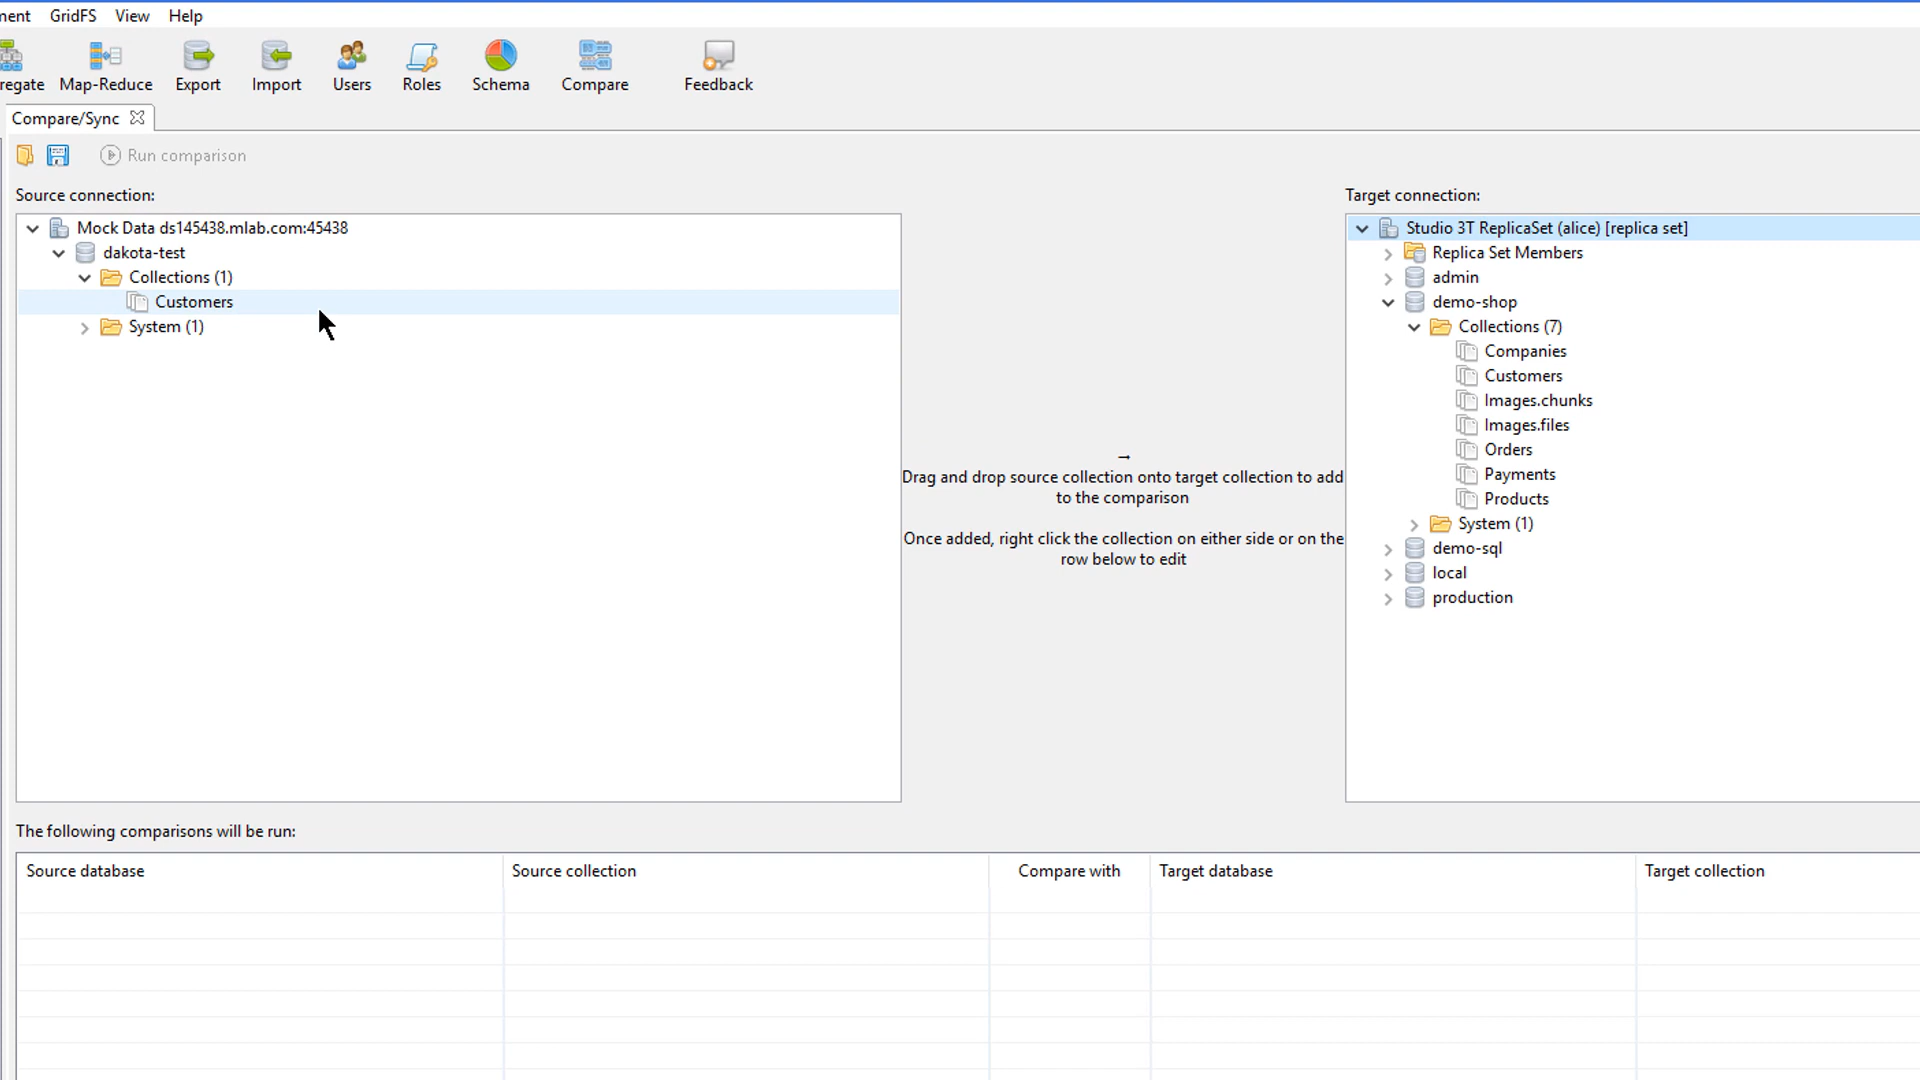 ment GridFS View Help
regate Map-Reduce Export Import Users Roles Schema Compare Feedback
Compare/Sync
Run comparison
Source connection:
Mock Data ds145438.mlab.com:45438
dakota-test
Collections (1)
Customers
System (1)
→
Drag and drop source collection onto target collection to add
to the comparison
Once added, right click the collection on either side or on the
row below to edit
Target connection:
Studio 3T ReplicaSet (alice) [replica set]
Replica Set Members
admin
demo-shop
Collections (7)
Companies
Customers
Images.chunks
Images.files
Orders
Payments
Products
System (1)
demo-sql
local
production
The following comparisons will be run:
Source database Source collection Compare with Target database Target collection